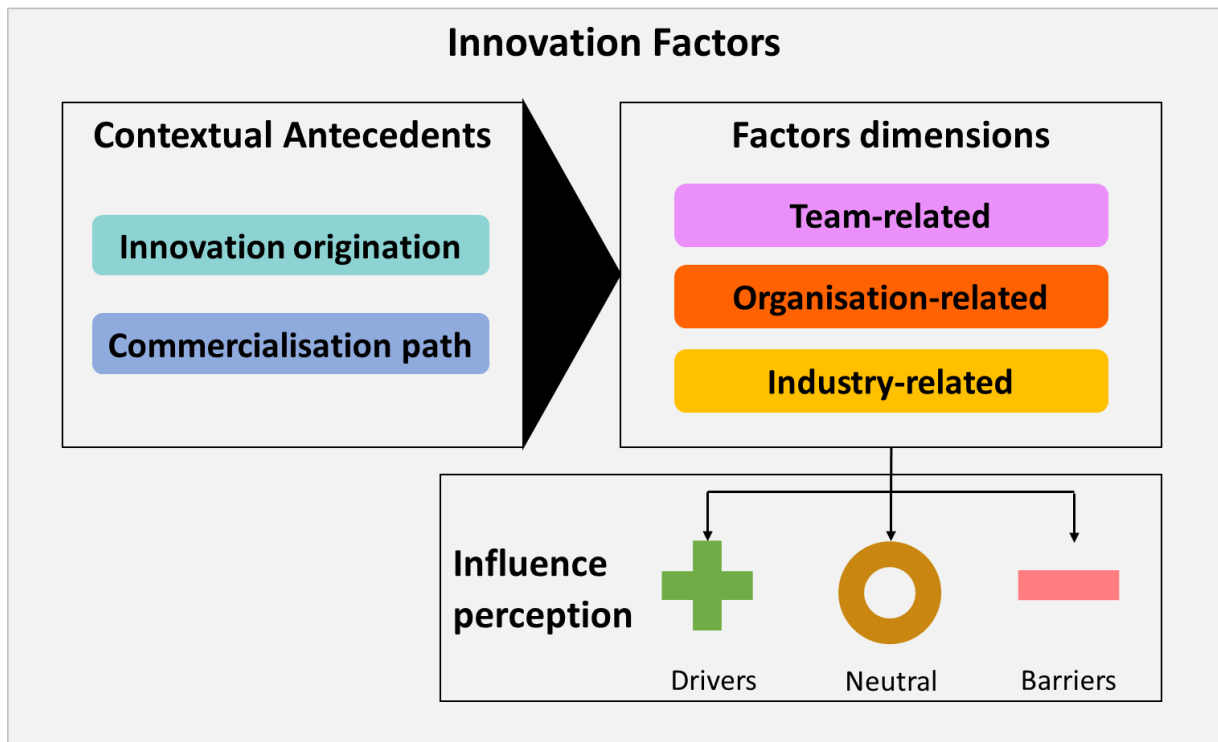 Innovation Factors
Contextual Antecedents
Innovation origination
Commercialisation path
Factors dimensions
Team-related
Organisation-related
Industry-related
Influence
perception
Drivers
Neutral
Barriers